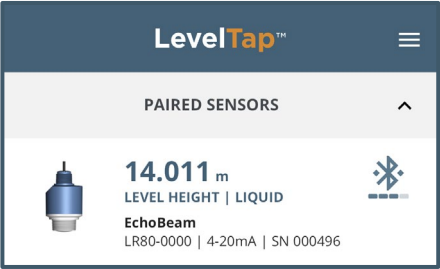 LevelTap™
PAIRED SENSORS
14.011 m
LEVEL HEIGHT | LIQUID
EchoBeam
LR80-0000 | 4-20mA | SN 000496